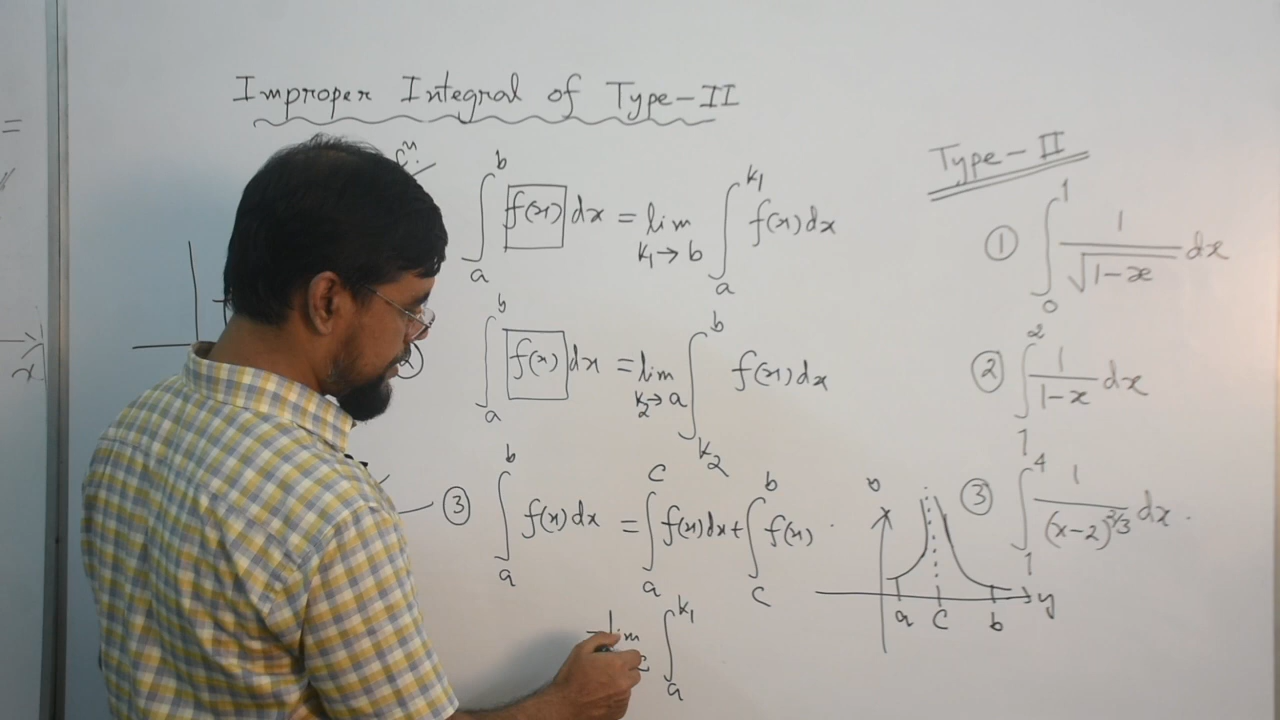 Improper Integral of Type-II
∫_a^b f(x) dx = lim_{k1→b} ∫_a^{k1} f(x) dx
∫_a^b f(x) dx = lim_{k2→a} ∫_{k2}^b f(x) dx
③ ∫_a^b f(x) dx = ∫_a^c f(x) dx + ∫_c^b f(x)
lim ∫_a^{k1}
a c b y
Type-II
① ∫_0^1 1/√(1-x) dx
② ∫_1^2 1/(1-x) dx
③ ∫_1^4 1/(x-2)^{2/3} dx.